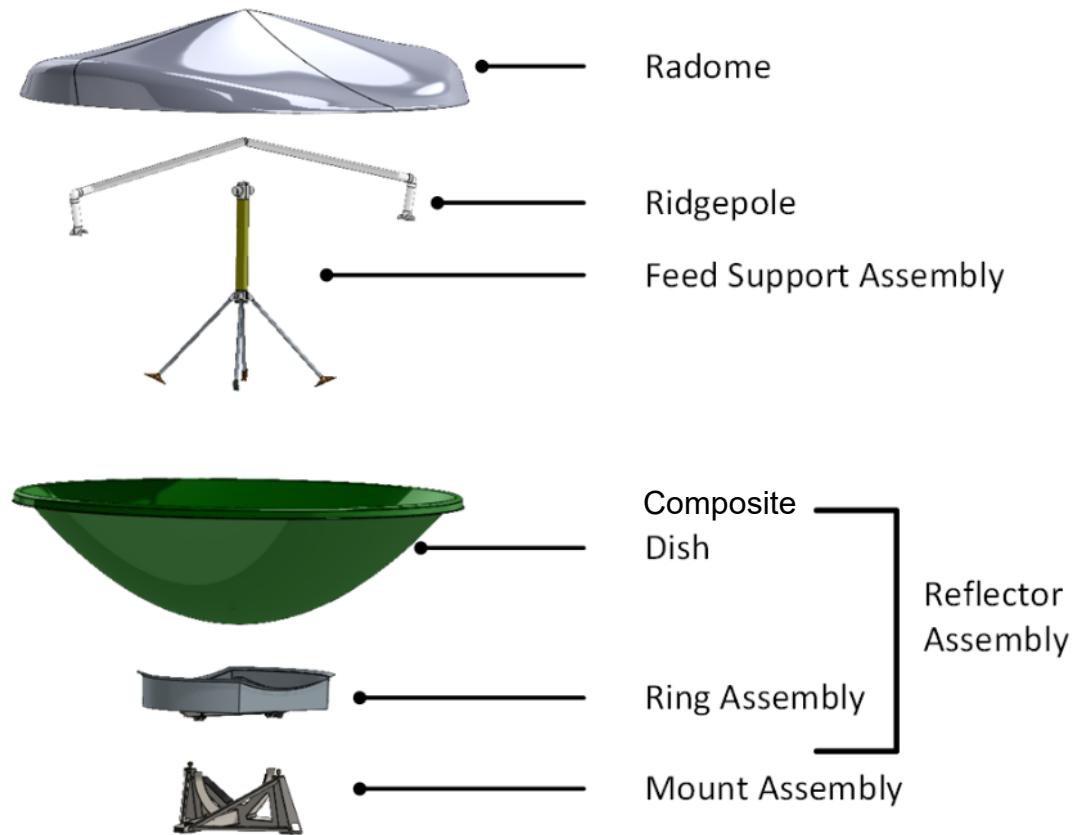 Radome
Ridgepole
Feed Support Assembly
Composite
Dish
Reflector
Assembly
Ring Assembly
Mount Assembly